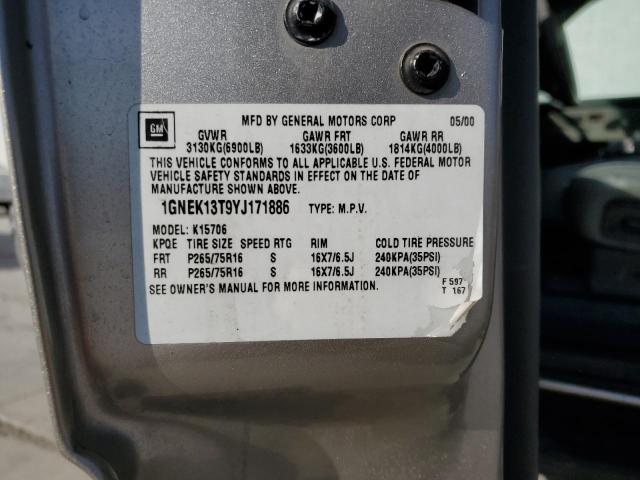 GM
MFD BY GENERAL MOTORS CORP 05/00
GVWR GAWR FRT GAWR RR
3130KG(6900LB) 1633KG(3600LB) 1814KG(4000LB)
THIS VEHICLE CONFORMS TO ALL APPLICABLE U.S. FEDERAL MOTOR
VEHICLE SAFETY STANDARDS IN EFFECT ON THE DATE OF
MANUFACTURE SHOWN ABOVE.
1GNEK13T9YJ171886 TYPE: M.P.V.
MODEL: K15706
KPQE TIRE SIZE SPEED RTG RIM COLD TIRE PRESSURE
FRT P265/75R16 S 16X7/6.5J 240KPA(35PSI)
RR P265/75R16 S 16X7/6.5J 240KPA(35PSI)
SEE OWNER'S MANUAL FOR MORE INFORMATION.
F 597
T 167